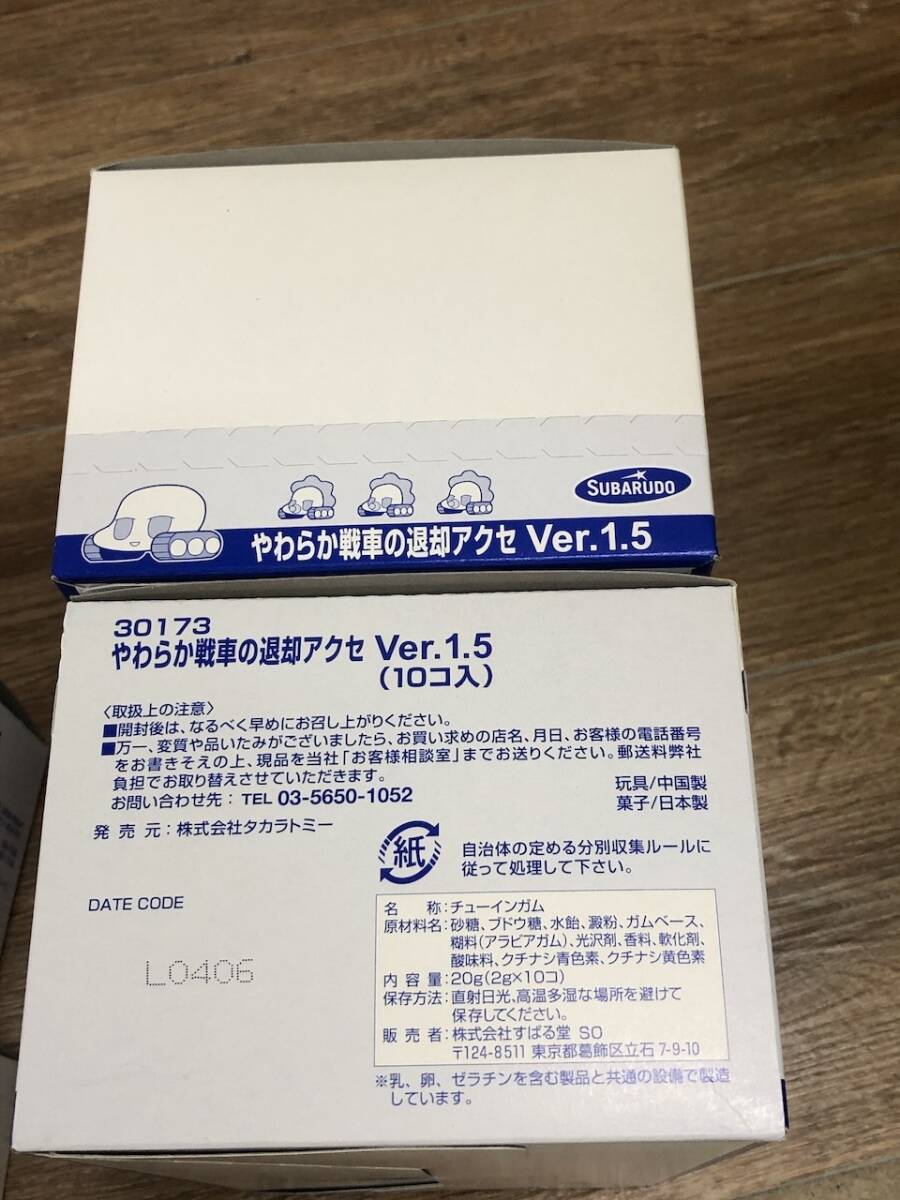 SUBARUDO
やわらか戦車の退却アクセ Ver.1.5
30173
やわらか戦車の退却アクセ Ver.1.5
(10コ入)
〈取扱上の注意〉
■開封後は、なるべく早めにお召し上がりください。
■万一、変質や品いたみがございましたら、お買い求めの店名、月日、お客様の電話番号
をお書きそえの上、現品を当社「お客様相談室」までお送りください。郵送料弊社
負担でお取り替えさせていただきます。
お問い合わせ先：TEL 03-5650-1052
玩具/中国製
菓子/日本製
発売元：株式会社タカラトミー
紙
自治体の定める分別収集ルールに
従って処理して下さい。
DATE CODE
L0406
名称：チューインガム
原材料名：砂糖、ブドウ糖、水飴、澱粉、ガムベース、
糊料(アラビアガム)、光沢剤、香料、軟化剤、
酸味料、クチナシ青色素、クチナシ黄色素
内容量：20g(2g×10コ)
保存方法：直射日光、高温多湿な場所を避けて
保存してください。
販売者：株式会社すばる堂 SO
〒124-8511 東京都葛飾区立石7-9-10
※乳、卵、ゼラチンを含む製品と共通の設備で製造
しています。